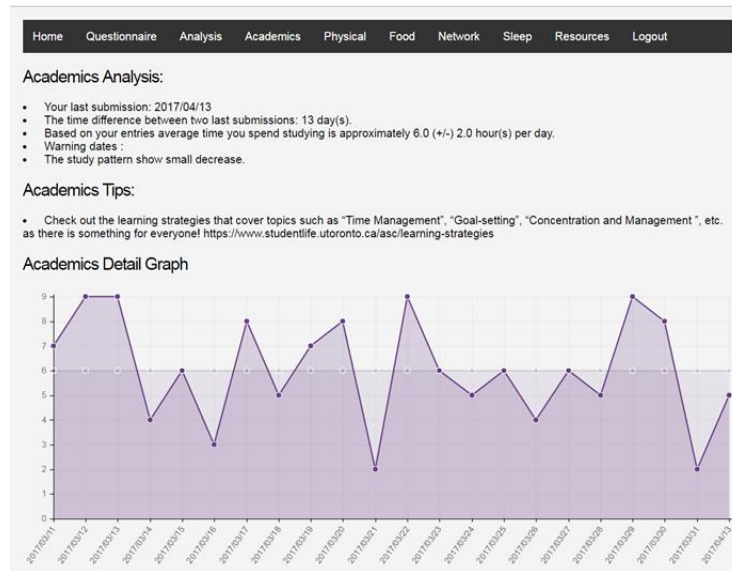 Home Questionnaire Analysis Academics Physical Food Network Sleep Resources Logout
Academics Analysis:
• Your last submission: 2017/04/13
• The time difference between two last submissions: 13 day(s).
• Based on your entries average time you spend studying is approximately 6.0 (+/-) 2.0 hour(s) per day.
• Warning dates :
• The study pattern show small decrease.
Academics Tips:
• Check out the learning strategies that cover topics such as “Time Management”, “Goal-setting”, “Concentration and Management ”, etc.
as there is something for everyone! https://www.studentlife.utoronto.ca/asc/learning-strategies
Academics Detail Graph
9
8
7
6
5
4
3
2
1
0
2017/03/11 2017/03/12 2017/03/13 2017/03/14 2017/03/15 2017/03/16 2017/03/17 2017/03/18 2017/03/19 2017/03/20 2017/03/21 2017/03/22 2017/03/23 2017/03/24 2017/03/25 2017/03/26 2017/03/27 2017/03/28 2017/03/29 2017/03/30 2017/03/31 2017/04/13